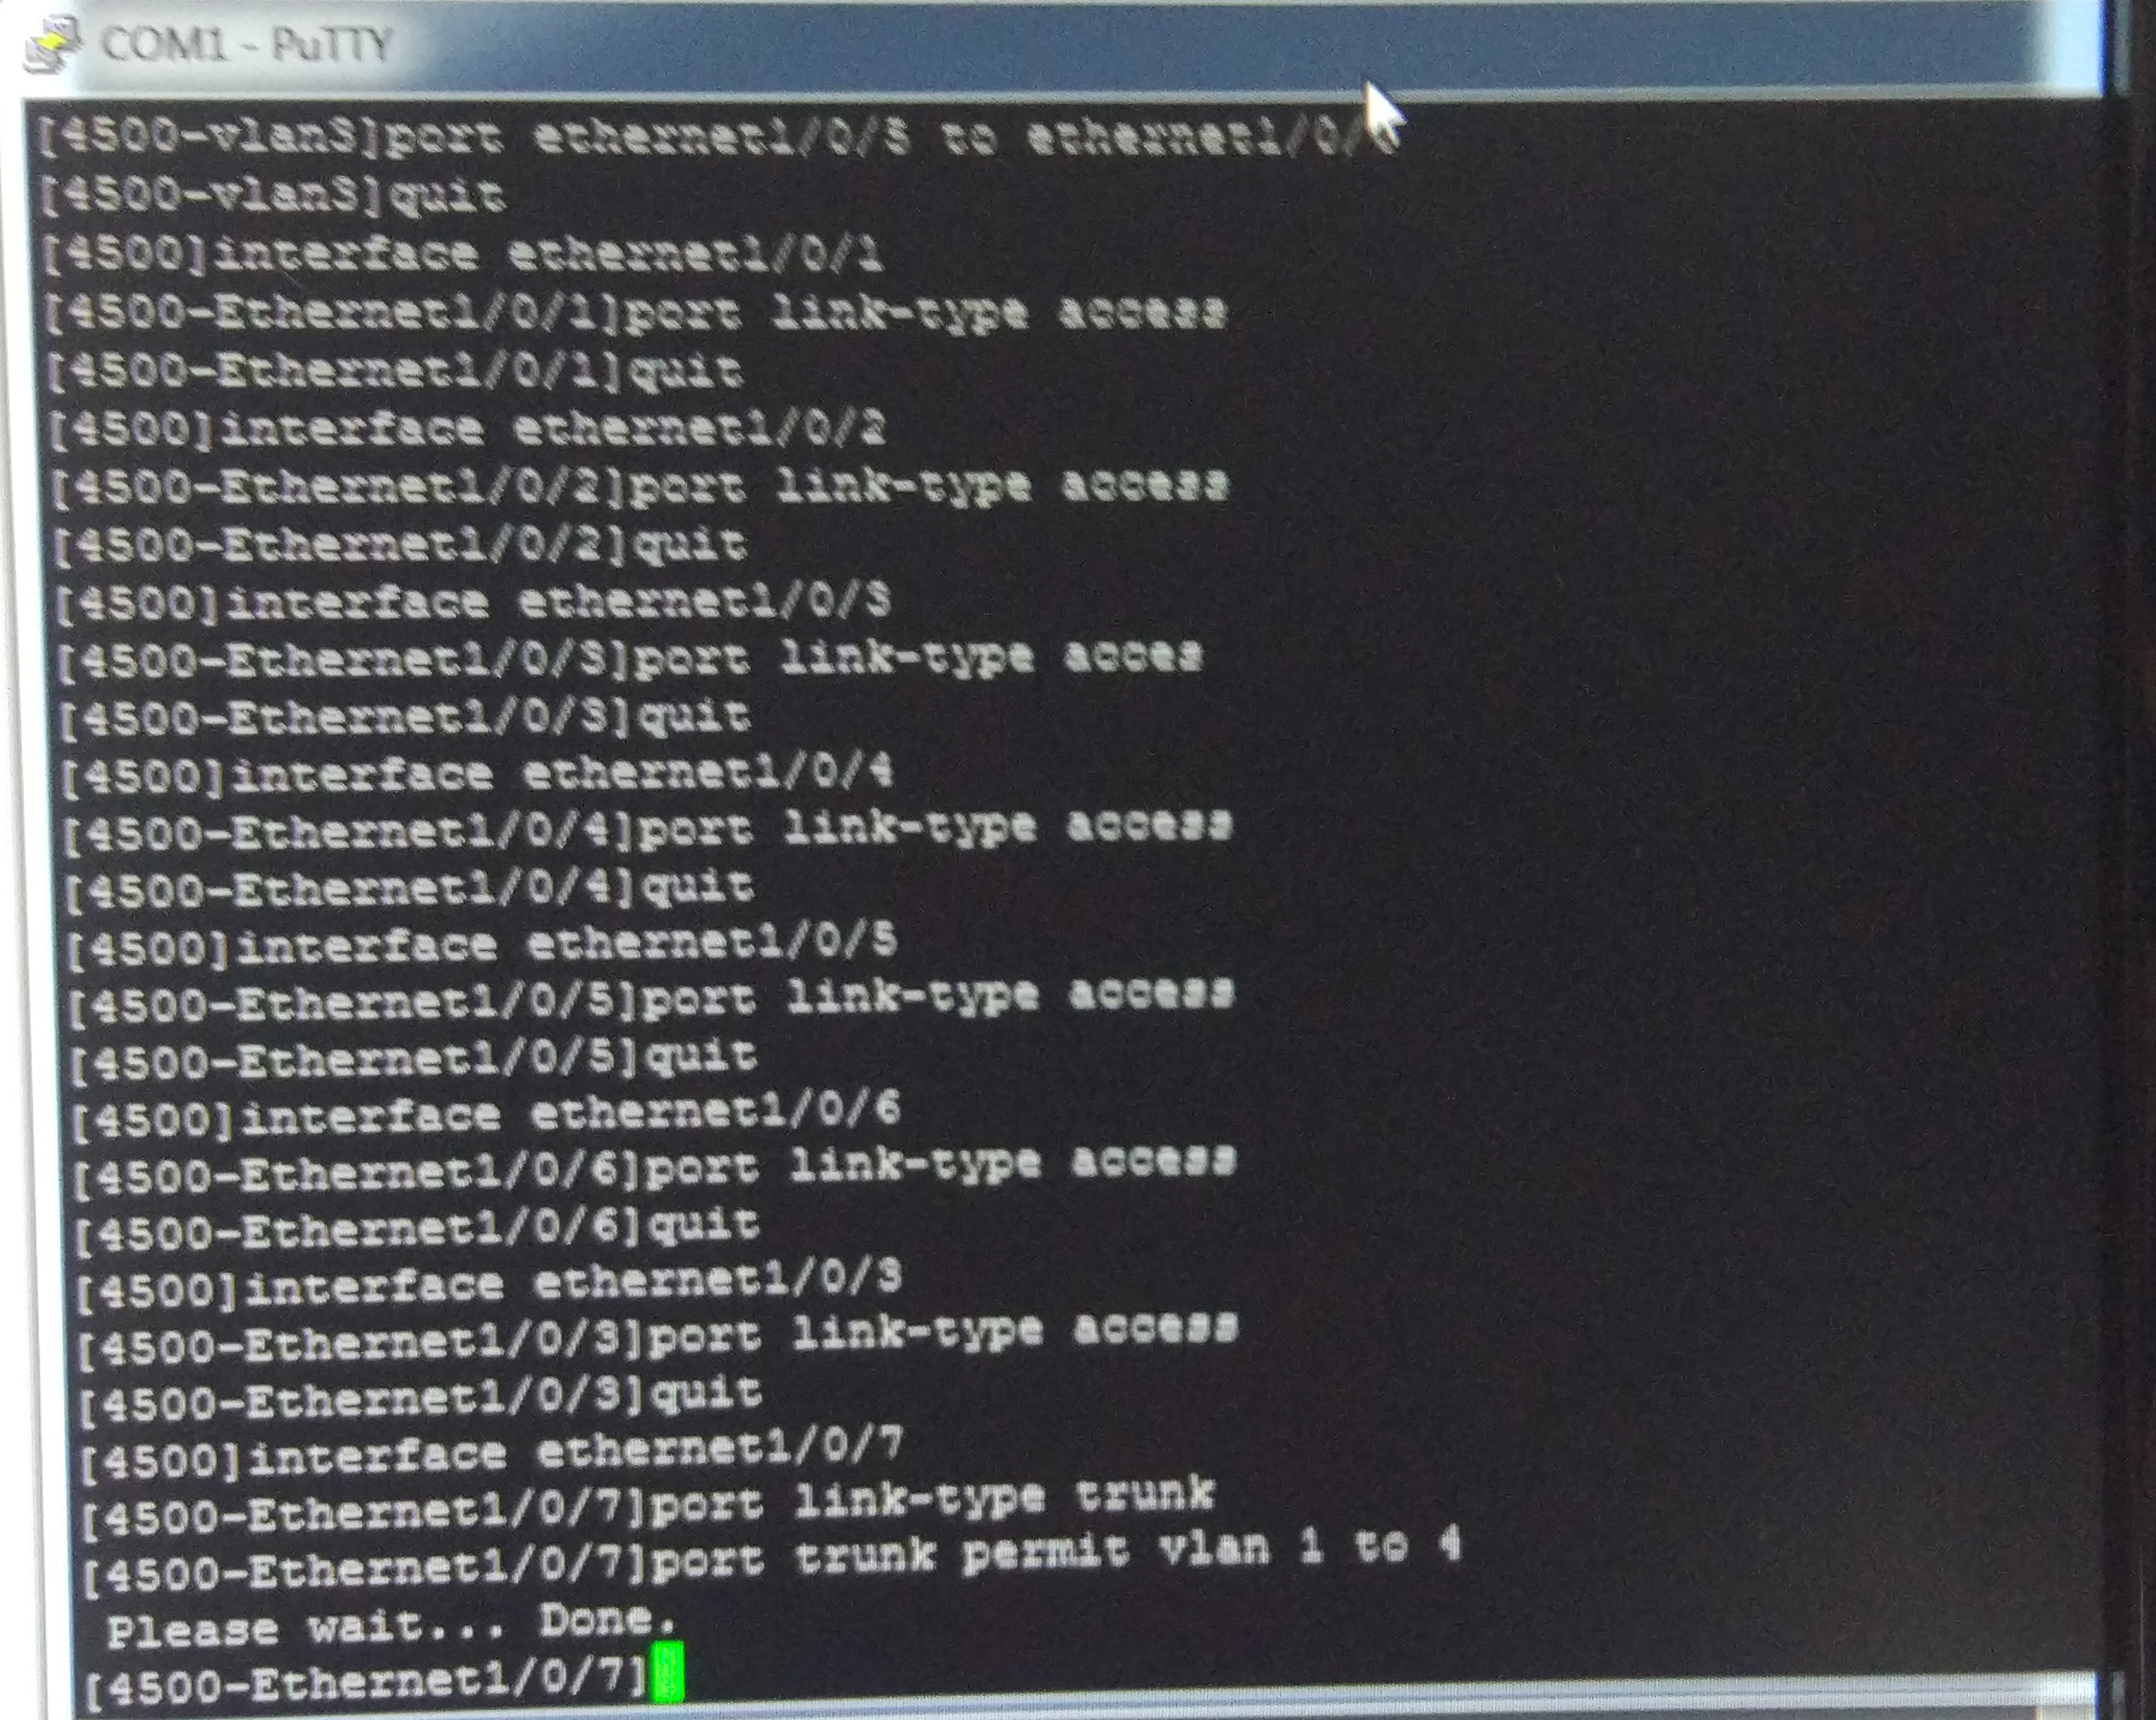 COM1 - PuTTY
[4500-vlan3]port ethernet1/0/5 to ethernet1/0/
[4500-vlan3]quit
[4500]interface ethernet1/0/1
[4500-Ethernet1/0/1]port link-type access
[4500-Ethernet1/0/1]quit
[4500]interface ethernet1/0/2
[4500-Ethernet1/0/2]port link-type access
[4500-Ethernet1/0/2]quit
[4500]interface ethernet1/0/3
[4500-Ethernet1/0/3]port link-type acces
[4500-Ethernet1/0/3]quit
[4500]interface ethernet1/0/4
[4500-Ethernet1/0/4]port link-type access
[4500-Ethernet1/0/4]quit
[4500]interface ethernet1/0/5
[4500-Ethernet1/0/5]port link-type access
[4500-Ethernet1/0/5]quit
[4500]interface ethernet1/0/6
[4500-Ethernet1/0/6]port link-type access
[4500-Ethernet1/0/6]quit
[4500]interface ethernet1/0/3
[4500-Ethernet1/0/3]port link-type access
[4500-Ethernet1/0/3]quit
[4500]interface ethernet1/0/7
[4500-Ethernet1/0/7]port link-type trunk
[4500-Ethernet1/0/7]port trunk permit vlan 1 to 4
Please wait... Done.
[4500-Ethernet1/0/7]